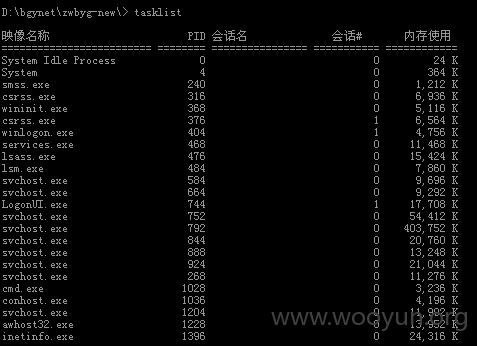 D:\bgynet\zwbyg-new\> tasklist
映像名称 PID 会话名 会话# 内存使用
========================= ======== ================ =========== ============
System Idle Process 0 0 24 K
System 4 0 364 K
smss.exe 240 0 1,212 K
csrss.exe 316 0 6,936 K
wininit.exe 368 0 5,116 K
csrss.exe 376 1 6,564 K
winlogon.exe 404 1 4,756 K
services.exe 468 0 11,468 K
lsass.exe 476 0 15,424 K
lsm.exe 484 0 7,860 K
svchost.exe 584 0 9,696 K
svchost.exe 664 0 9,292 K
LogonUI.exe 744 1 17,708 K
svchost.exe 752 0 54,412 K
svchost.exe 792 0 403,752 K
svchost.exe 844 0 20,760 K
svchost.exe 888 0 13,248 K
svchost.exe 924 0 21,044 K
svchost.exe 268 0 11,276 K
cmd.exe 1028 0 3,236 K
conhost.exe 1036 0 4,196 K
svchost.exe 1204 0 11,992 K
awhost32.exe 1228 0 13,952 K
inetinfo.exe 1396 0 24,316 K
www.wooyun.org